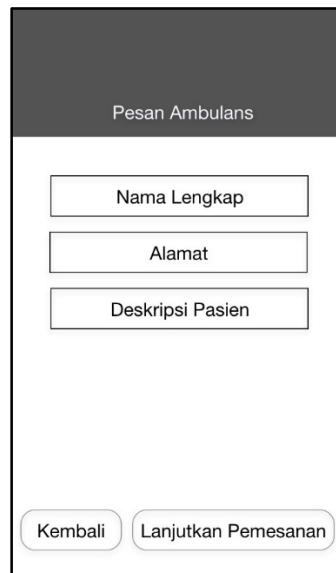 Pesan Ambulans
Nama Lengkap
Alamat
Deskripsi Pasien
Kembali
Lanjutkan Pemesanan